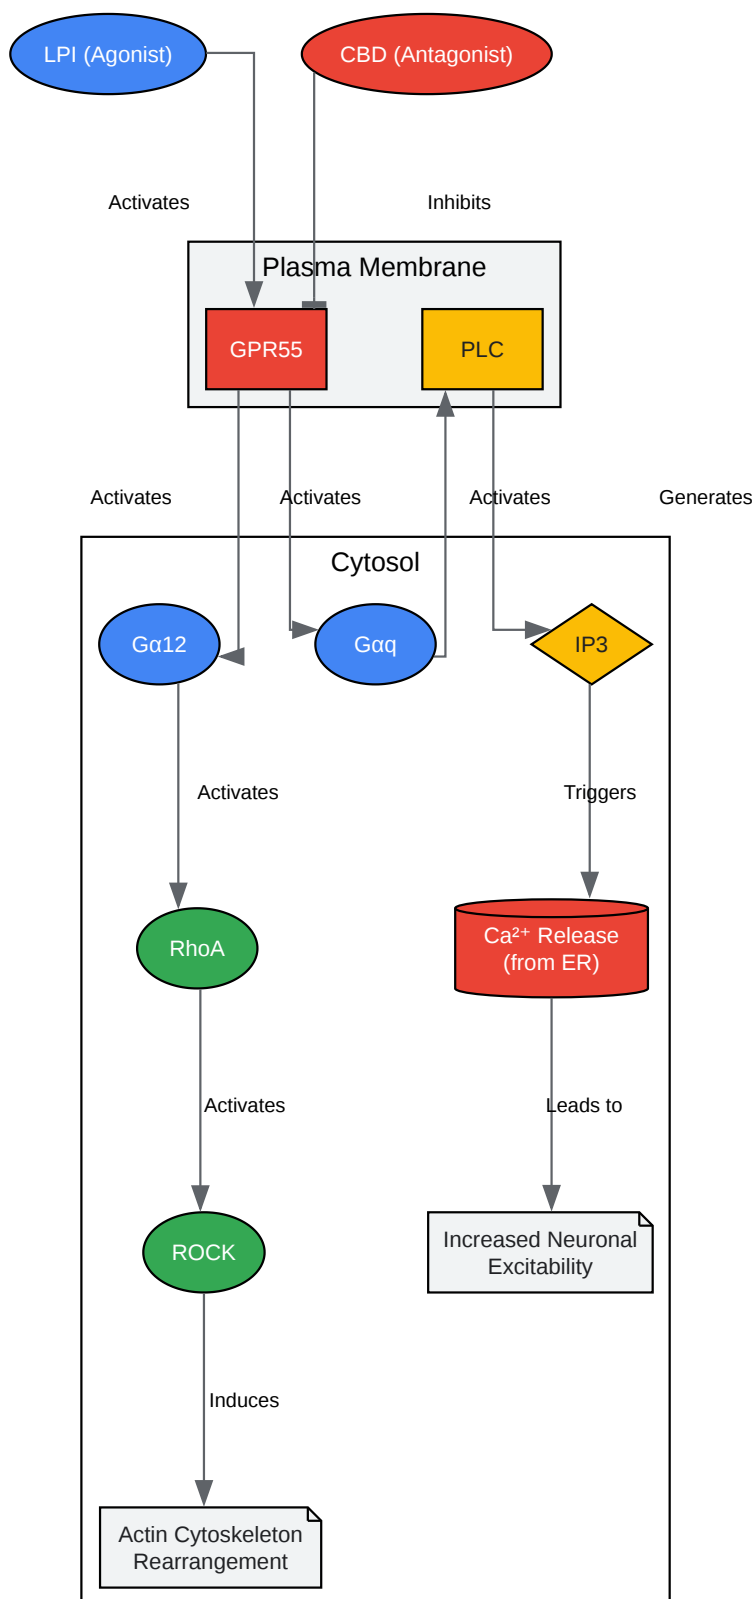 LPI (Agonist)
CBD (Antagonist)
Activates
Inhibits
Plasma Membrane
GPR55
PLC
Activates
Activates
Activates
Generates
Cytosol
Gα12
Gαq
IP3
Activates
Triggers
RhoA
Ca²⁺ Release
(from ER)
Activates
Leads to
ROCK
Increased Neuronal
Excitability
Induces
Actin Cytoskeleton
Rearrangement